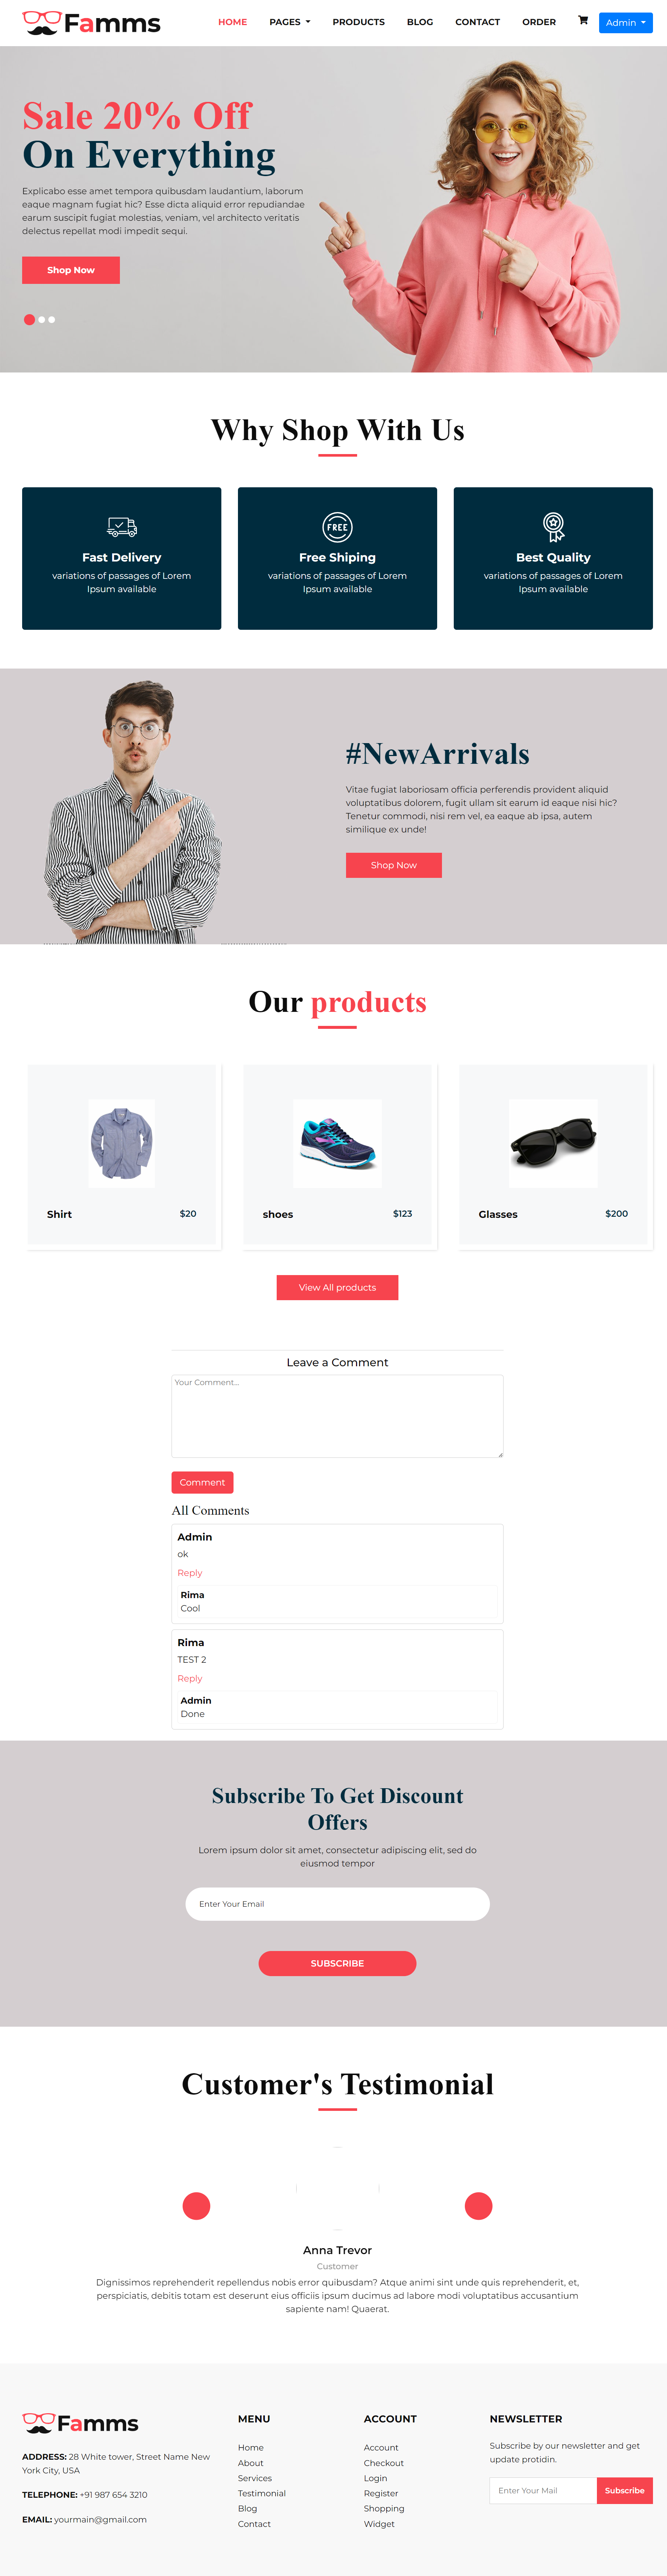 Famms
HOME PAGES PRODUCTS BLOG CONTACT ORDER Admin
Sale 20% Off
On Everything
Explicabo esse amet tempora quibusdam laudantium, laborum
eaque magnam fugiat hic? Esse dicta aliquid error repudiandae
earum suscipit fugiat molestias, veniam, vel architecto veritatis
delectus repellat modi impedit sequi.
Shop Now
Why Shop With Us
FREE
Fast Delivery
variations of passages of Lorem
Ipsum available
Free Shiping
variations of passages of Lorem
Ipsum available
Best Quality
variations of passages of Lorem
Ipsum available
#NewArrivals
Vitae fugiat laboriosam officia perferendis provident aliquid
voluptatibus dolorem, fugit ullam sit earum id eaque nisi hic?
Tenetur commodi, nisi rem vel, ea eaque ab ipsa, autem
similique ex unde!
Shop Now
Our products
Shirt $20
shoes $123
Glasses $200
View All products
Leave a Comment
Your Comment...
Comment
All Comments
Admin
ok
Reply
Rima
Cool
Rima
TEST 2
Reply
Admin
Done
Subscribe To Get Discount
Offers
Lorem ipsum dolor sit amet, consectetur adipiscing elit, sed do
eiusmod tempor
Enter Your Email
SUBSCRIBE
Customer's Testimonial
Anna Trevor
Customer
Dignissimos reprehenderit repellendus nobis error quibusdam? Atque animi sint unde quis reprehenderit, et,
perspiciatis, debitis totam est deserunt eius officiis ipsum ducimus ad labore modi voluptatibus accusantium
sapiente nam! Quaerat.
Famms
ADDRESS: 28 White tower, Street Name New
York City, USA
TELEPHONE: +91 987 654 3210
EMAIL: yourmain@gmail.com
MENU
Home
About
Services
Testimonial
Blog
Contact
ACCOUNT
Account
Checkout
Login
Register
Shopping
Widget
NEWSLETTER
Subscribe by our newsletter and get
update protidin.
Enter Your Mail
Subscribe